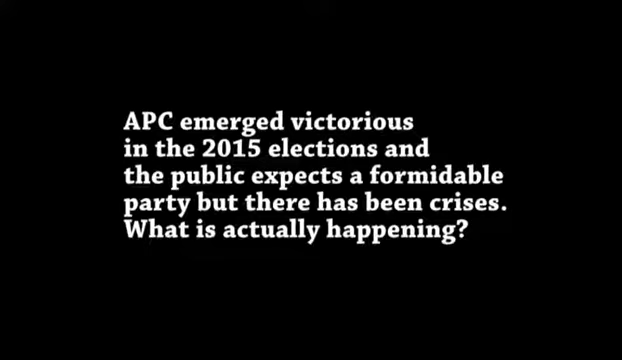 APC emerged victorious
in the 2015 elections and
the public expects a formidable
party but there has been crises.
What is actually happening?